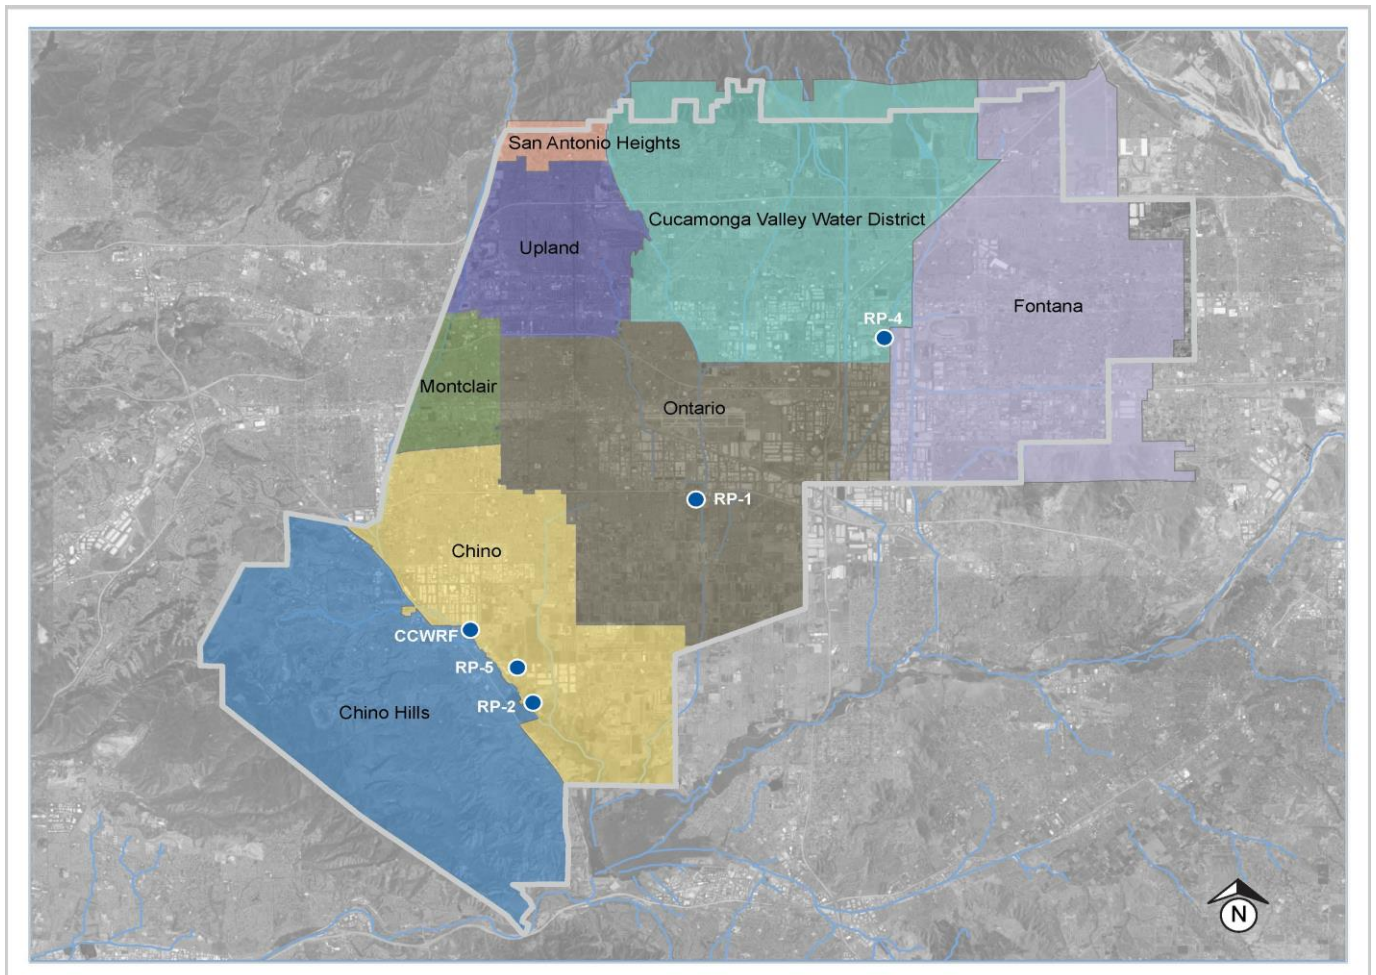 San Antonio Heights
Cucamonga Valley Water District
Upland
Fontana
RP-4
Montclair
Ontario
RP-1
Chino
CCWRF
RP-5
RP-2
Chino Hills
N